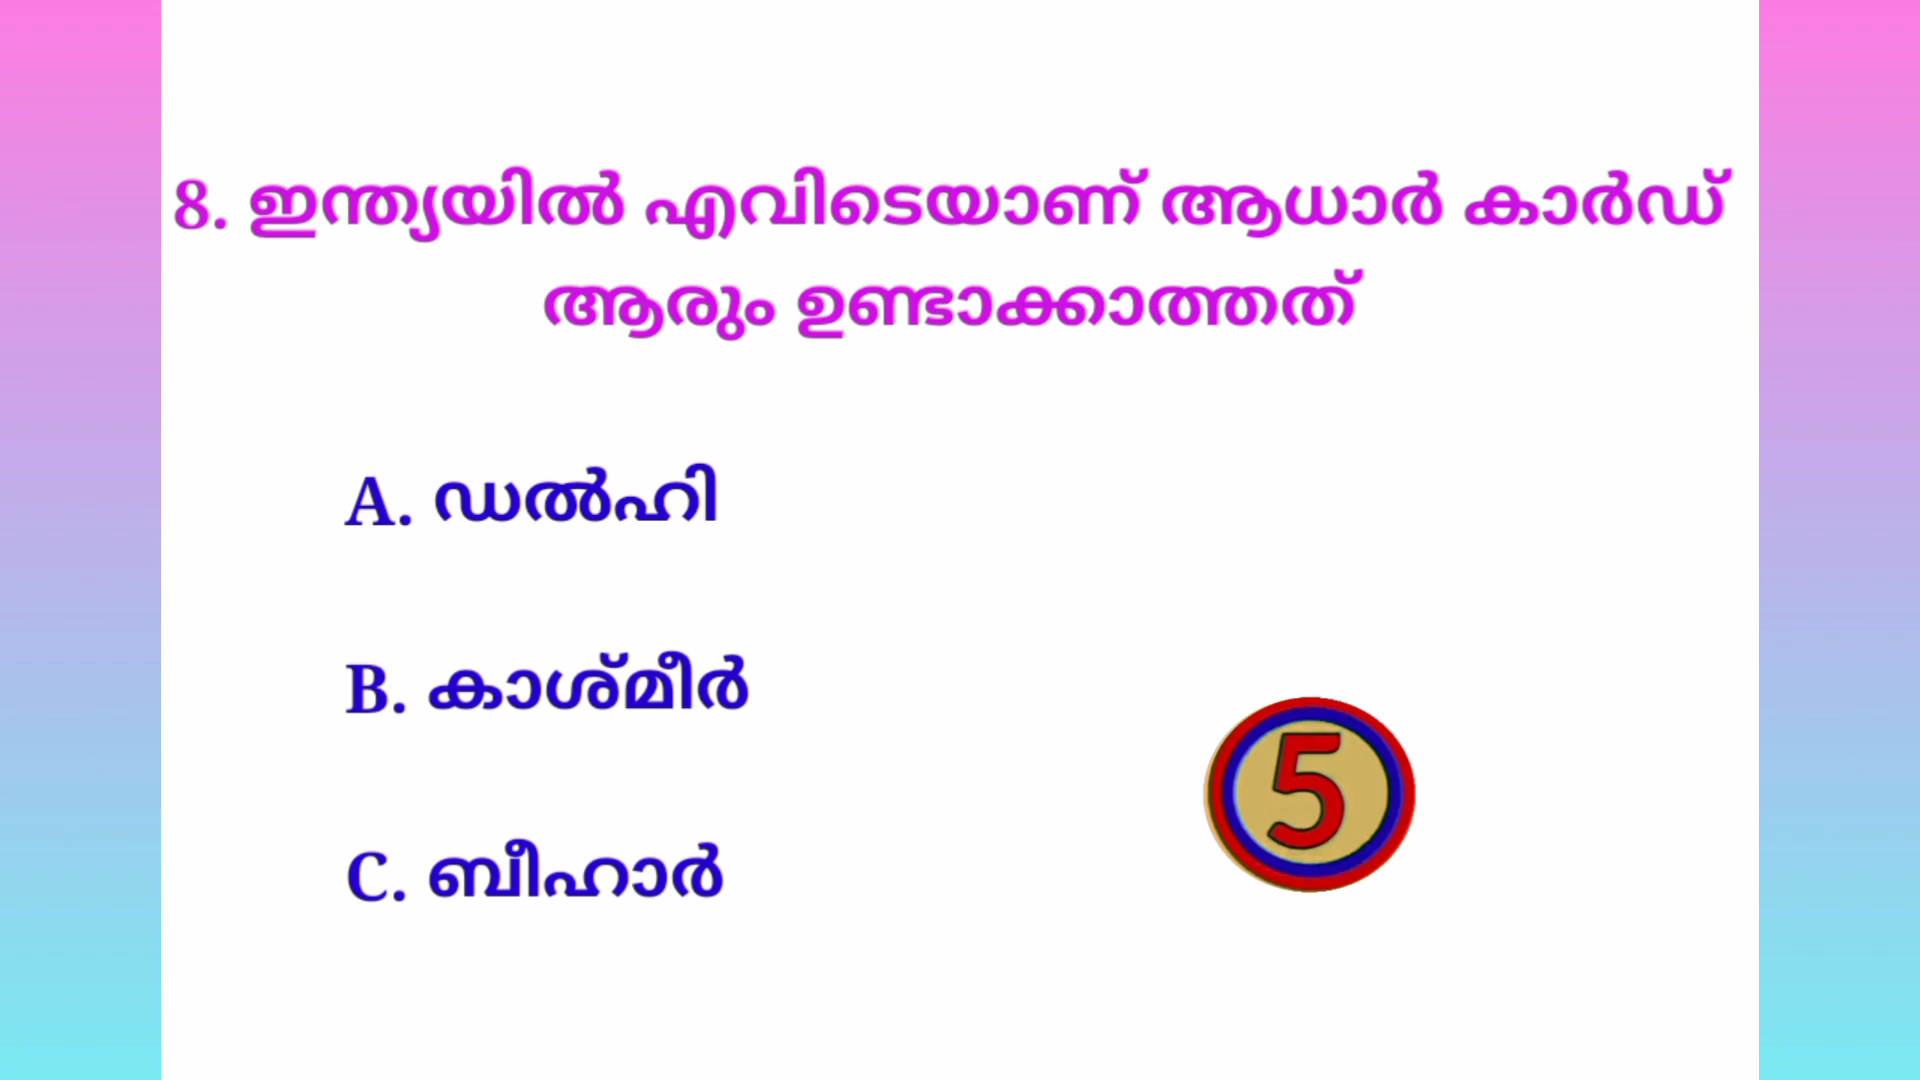 8. ഇന്ത്യയിൽ എവിടെയാണ് ആധാർ കാർഡ്
ആരും ഉണ്ടാക്കാത്തത്
A. ഡൽഹി
B. കാശ്മീർ
C. ബീഹാർ
5